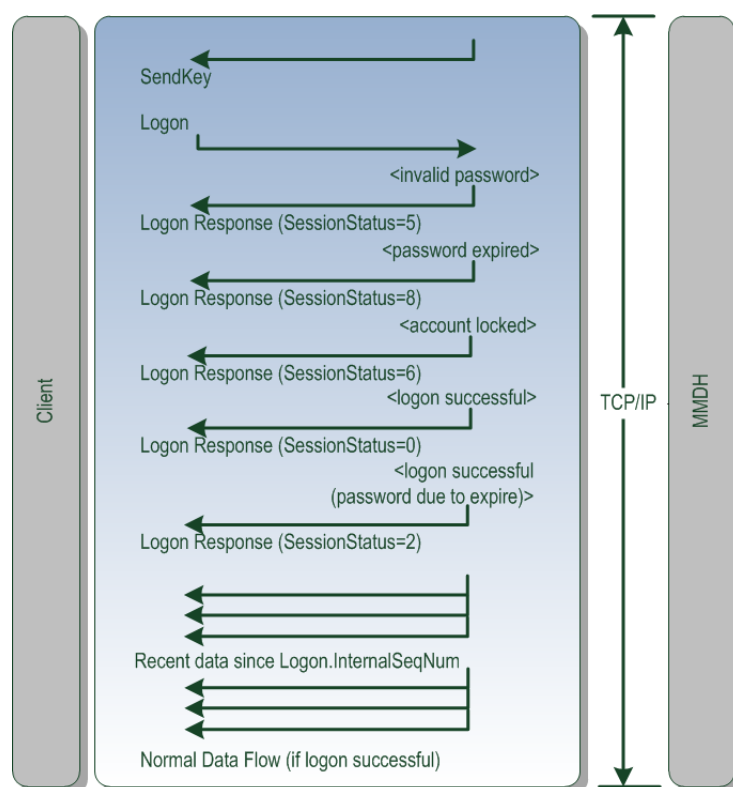 SendKey
Logon
<invalid password>
Logon Response (SessionStatus=5)
<password expired>
Logon Response (SessionStatus=8)
<account locked>
Logon Response (SessionStatus=6)
<logon successful>
Logon Response (SessionStatus=0)
<logon successful
(password due to expire)>
Logon Response (SessionStatus=2)
Recent data since Logon.InternalSeqNum
Normal Data Flow (if logon successful)
Client
TCP/IP
MMDH